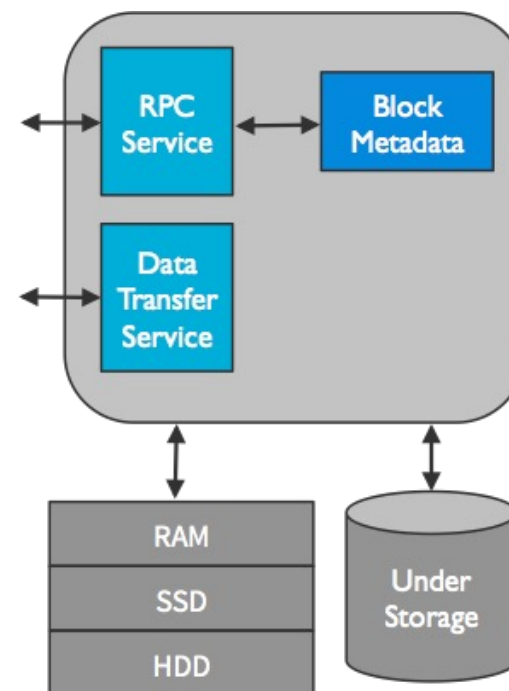 RPC
Service
Block
Metadata
Data
Transfer
Service
RAM
SSD
HDD
Under
Storage